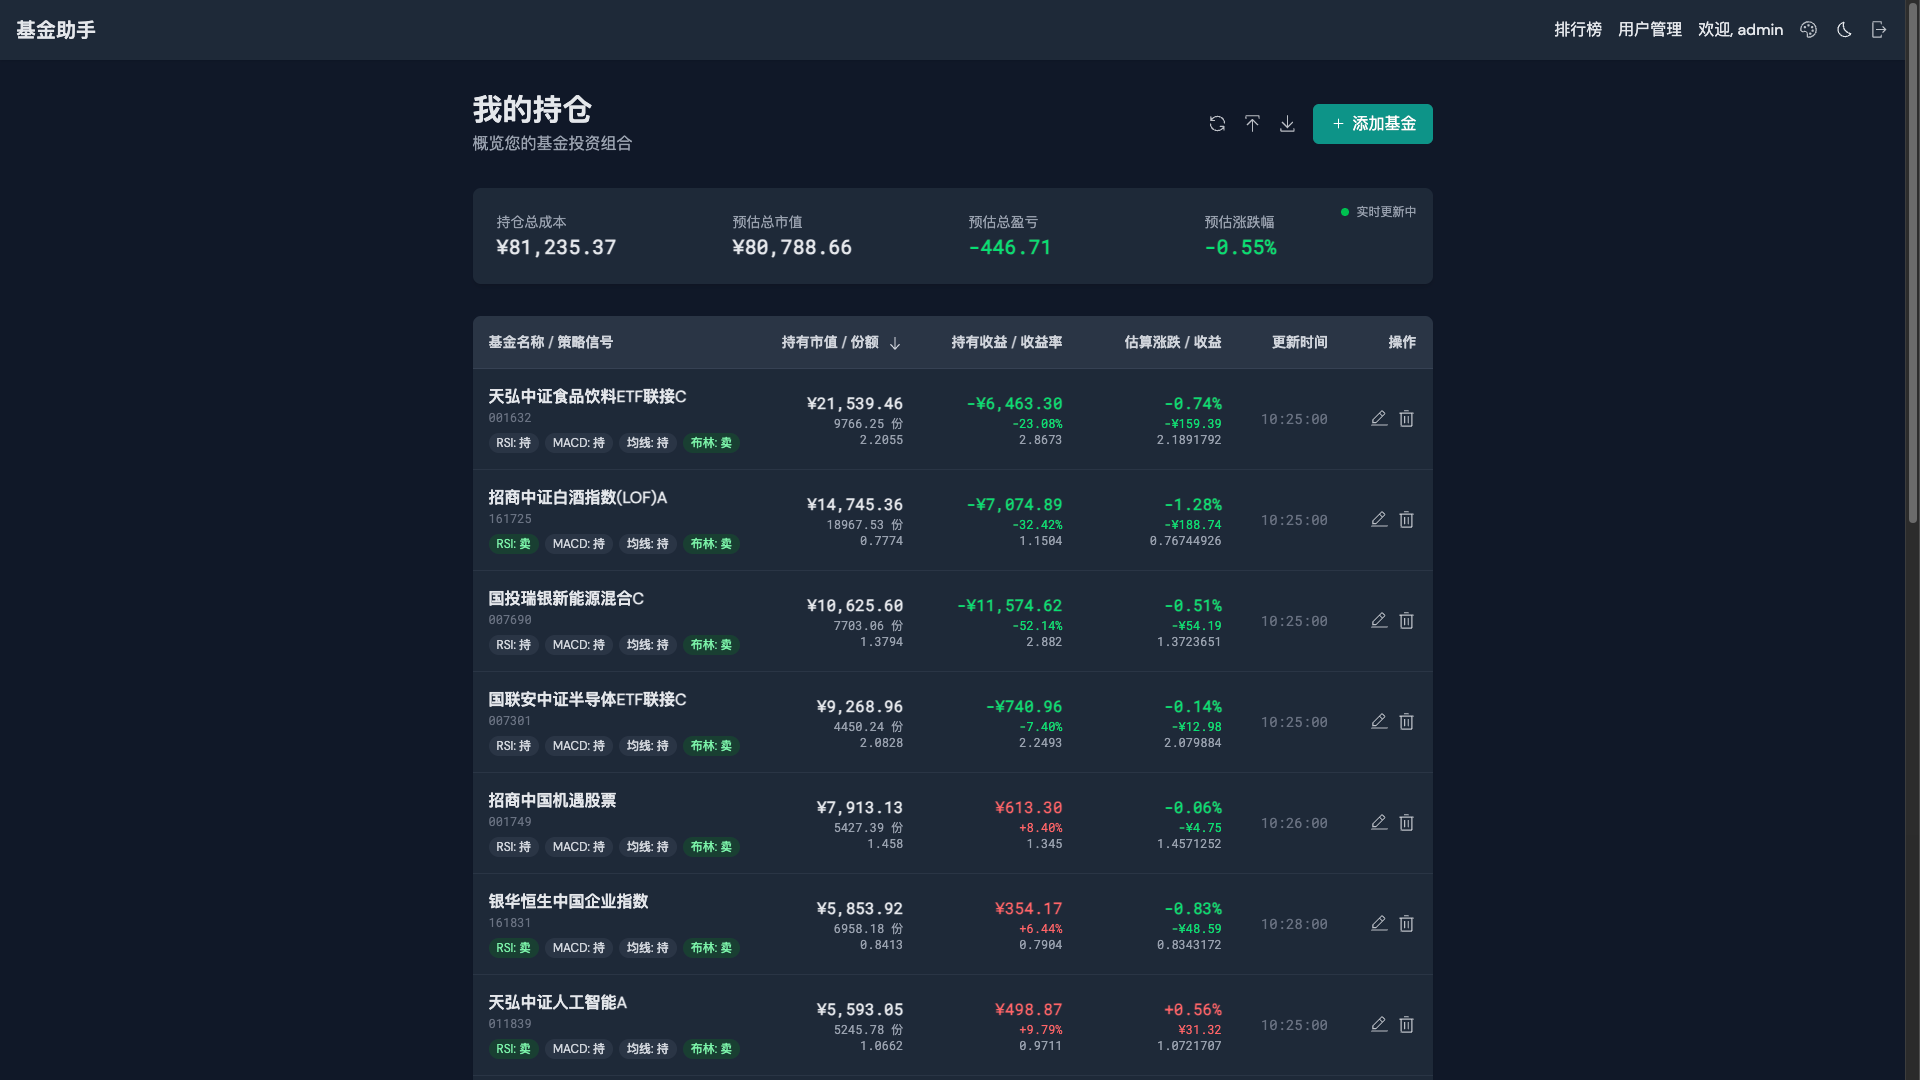 基金助手
排行榜 用户管理 欢迎, admin
我的持仓
概览您的基金投资组合
添加基金
持仓总成本 预估总市值 预估总盈亏 预估涨跌幅 实时更新中
¥81,235.37 ¥80,788.66 -446.71 -0.55%
基金名称 / 策略信号 持有市值 / 份额 持有收益 / 收益率 估算涨跌 / 收益 更新时间 操作
天弘中证食品饮料ETF联接C
001632
RSI: 持 MACD: 持 均线: 持 布林: 卖
¥21,539.46
9766.25 份
2.2055
-¥6,463.30
-23.08%
2.8673
-0.74%
-¥159.39
2.1891792
10:25:00
招商中证白酒指数(LOF)A
161725
RSI: 卖 MACD: 持 均线: 持 布林: 卖
¥14,745.36
18967.53 份
0.7774
-¥7,074.89
-32.42%
1.1504
-1.28%
-¥188.74
0.76744926
10:25:00
国投瑞银新能源混合C
007690
RSI: 持 MACD: 持 均线: 持 布林: 卖
¥10,625.60
7703.06 份
1.3794
-¥11,574.62
-52.14%
2.882
-0.51%
-¥54.19
1.3723651
10:25:00
国联安中证半导体ETF联接C
007301
RSI: 持 MACD: 持 均线: 持 布林: 卖
¥9,268.96
4450.24 份
2.0828
-¥740.96
-7.40%
2.2493
-0.14%
-¥12.98
2.079884
10:25:00
招商中国机遇股票
001749
RSI: 持 MACD: 持 均线: 持 布林: 卖
¥7,913.13
5427.39 份
1.458
¥613.30
+8.40%
1.345
-0.06%
-¥4.75
1.4571252
10:26:00
银华恒生中国企业指数
161831
RSI: 卖 MACD: 持 均线: 持 布林: 卖
¥5,853.92
6958.18 份
0.8413
¥354.17
+6.44%
0.7904
-0.83%
-¥48.59
0.8343172
10:28:00
天弘中证人工智能A
011839
RSI: 卖 MACD: 持 均线: 持 布林: 卖
¥5,593.05
5245.78 份
1.0662
¥498.87
+9.79%
0.9711
+0.56%
¥31.32
1.0721707
10:25:00